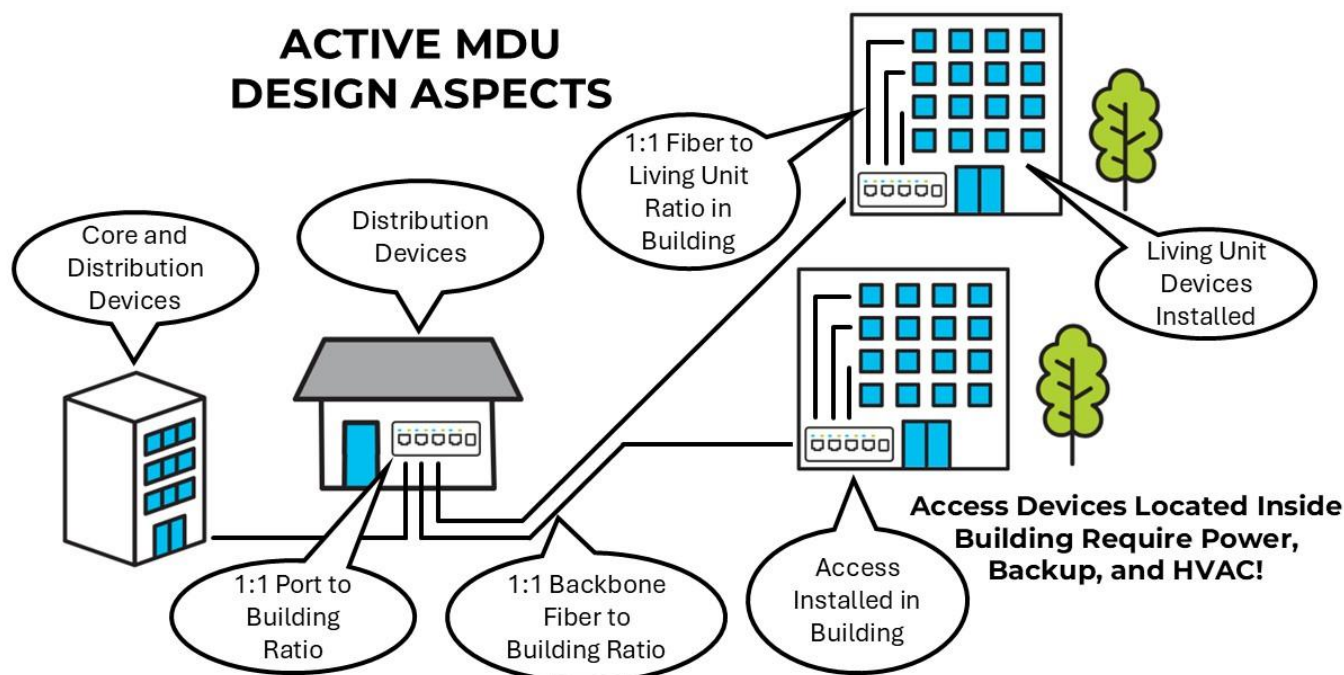 ACTIVE MDU
DESIGN ASPECTS
Core and
Distribution
Devices
Distribution
Devices
1:1 Fiber to
Living Unit
Ratio in
Building
Living Unit
Devices
Installed
1:1 Port to
Building
Ratio
1:1 Backbone
Fiber to
Building Ratio
Access
Installed in
Building
Access Devices Located Inside
Building Require Power,
Backup, and HVAC!